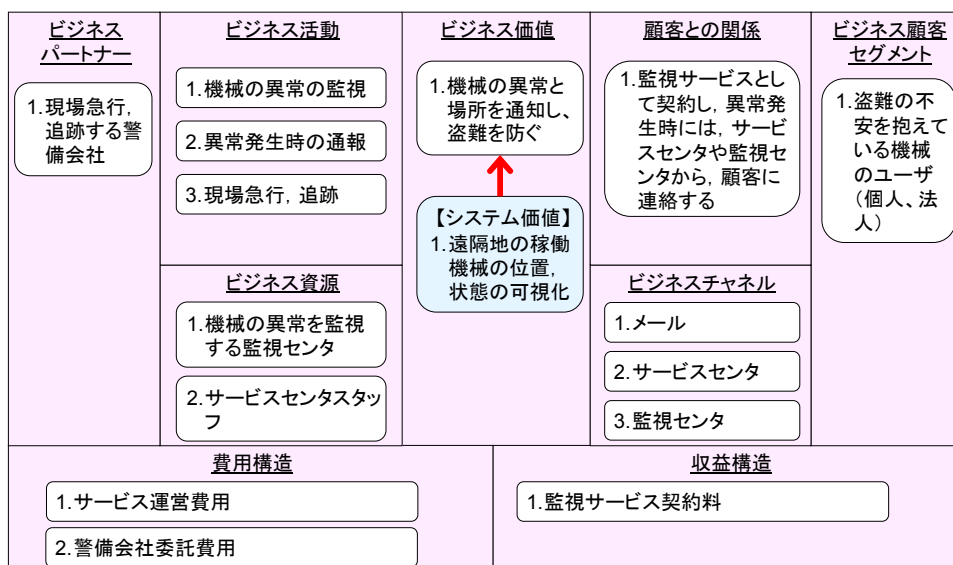 ビジネス
パートナー
1.現場急行,
追跡する警
備会社
ビジネス活動
1.機械の異常の監視
2.異常発生時の通報
3.現場急行, 追跡
ビジネス資源
1.機械の異常を監視
する監視センタ
2.サービスセンタスタッ
フ
ビジネス価値
1.機械の異常と
場所を通知し、
盗難を防ぐ
【システム価値】
1.遠隔地の稼働
機械の位置,
状態の可視化
顧客との関係
1.監視サービスとし
て契約し, 異常発
生時には, サービ
スセンタや監視セ
ンタから, 顧客に
連絡する
ビジネスチャネル
1.メール
2.サービスセンタ
3.監視センタ
ビジネス顧客
セグメント
1.盗難の不
安を抱えて
いる機械
のユーザ
(個人、法
人)
費用構造
1.サービス運営費用
2.警備会社委託費用
収益構造
1.監視サービス契約料